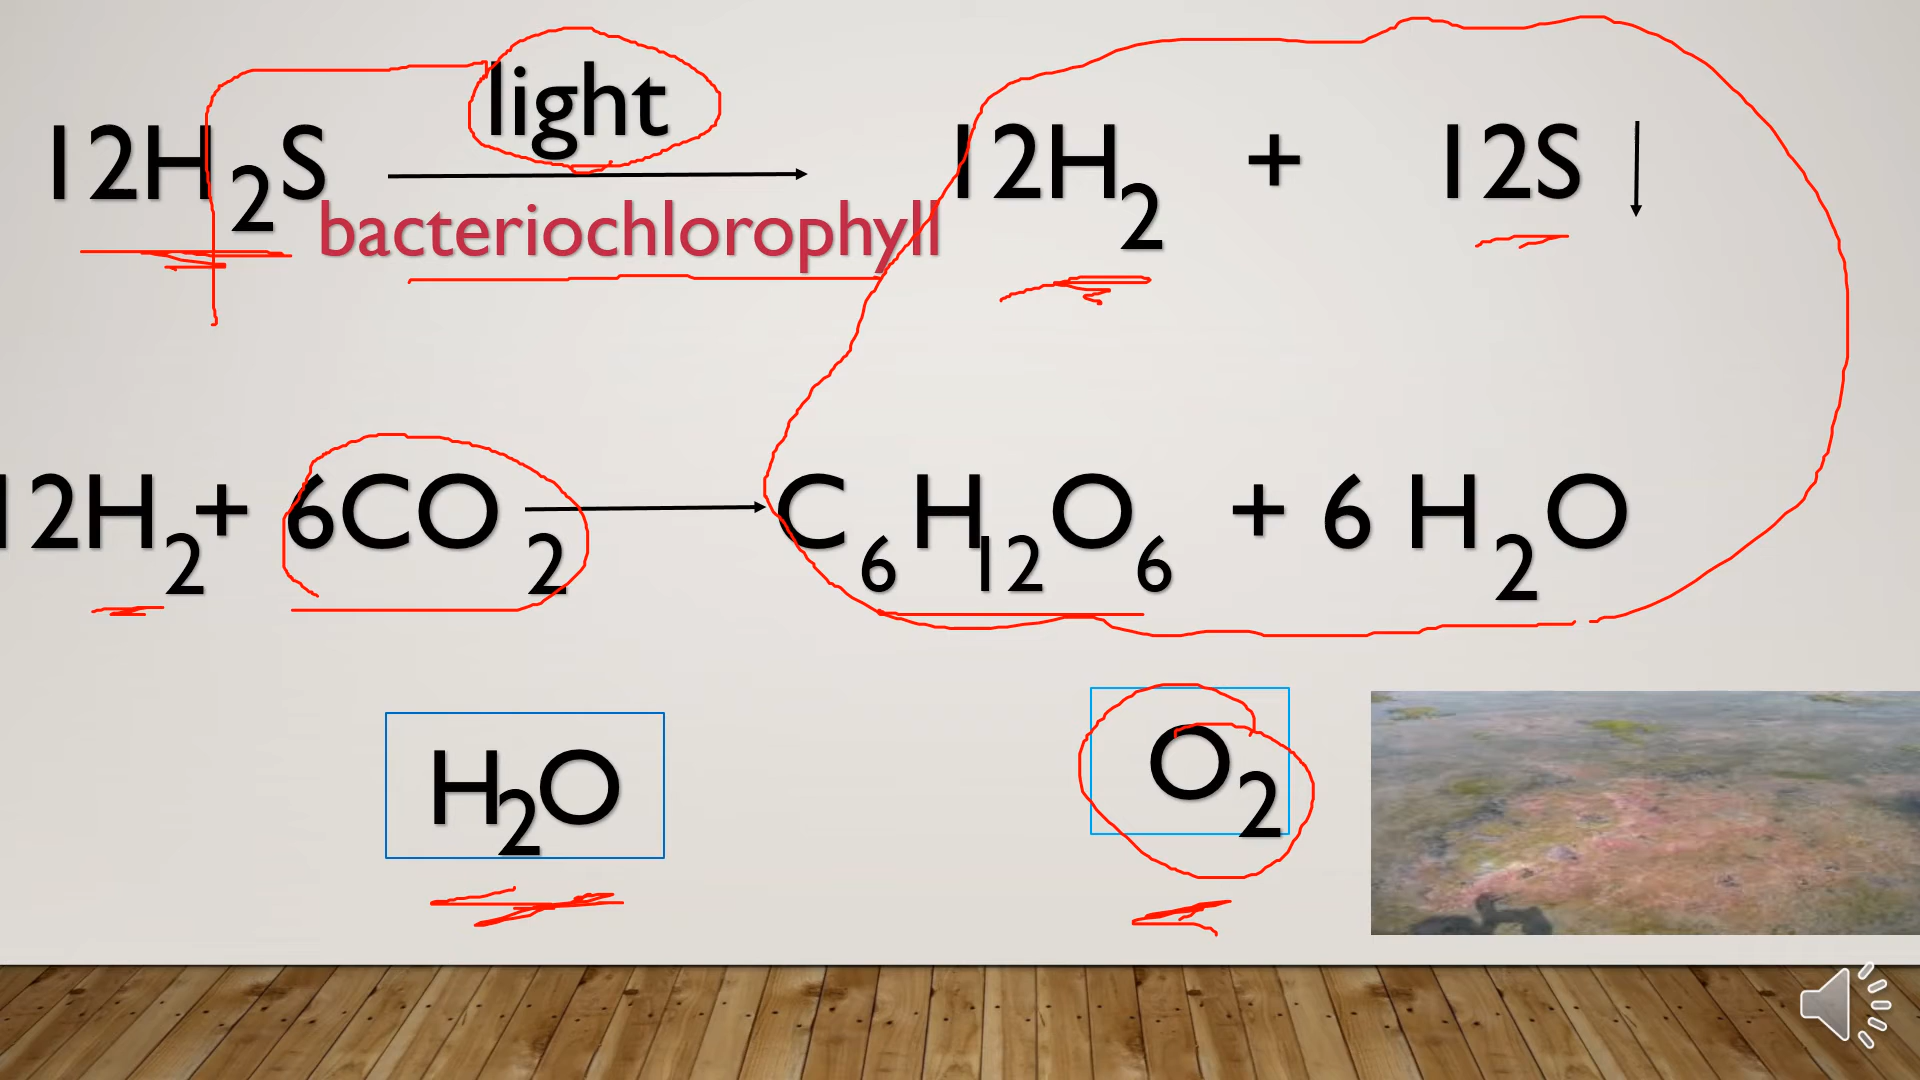 12H₂S light 12H₂ + 12S ↓
bacteriochlorophyll
12H₂ + 6CO₂ → C₆H₁₂O₆ + 6 H₂O
H₂O O₂